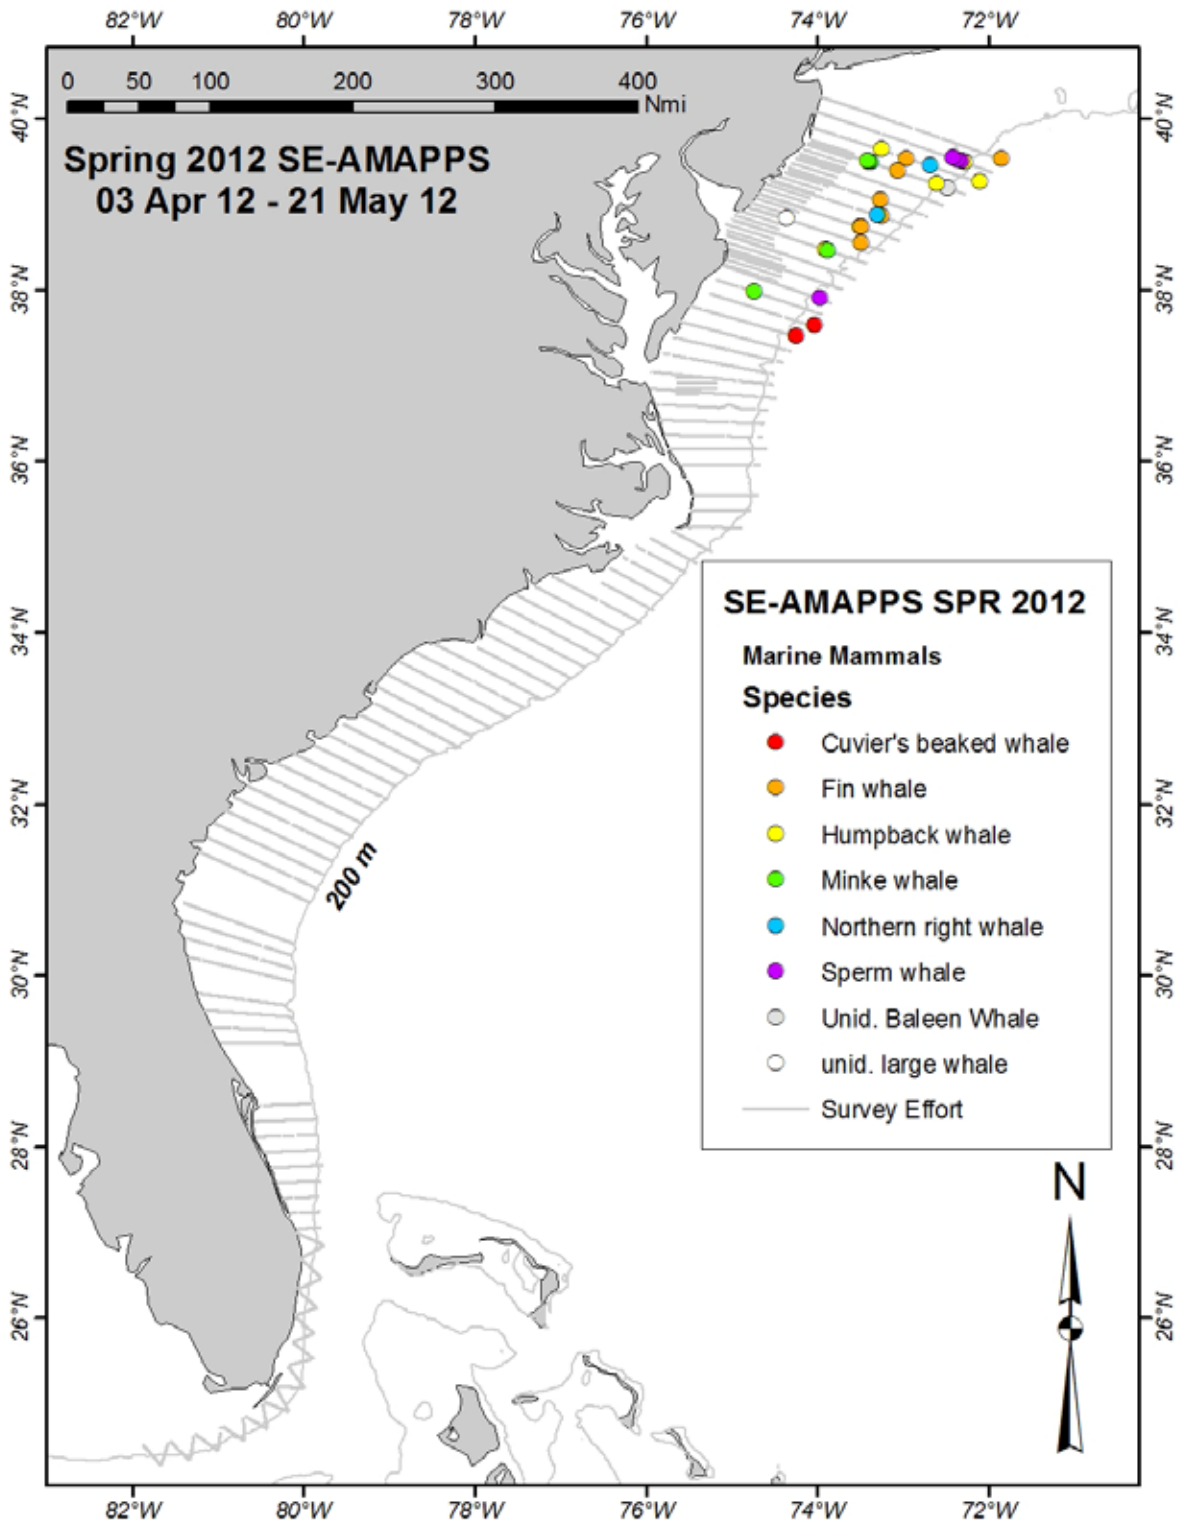 82°W 80°W 78°W 76°W 74°W 72°W
0 50 100 200 300 400
Nmi
Spring 2012 SE-AMAPPS
03 Apr 12 - 21 May 12
40°N 40°N
38°N 38°N
36°N 36°N
34°N 34°N
32°N 32°N
30°N 30°N
28°N 28°N
26°N 26°N
200 m
SE-AMAPPS SPR 2012
Marine Mammals
Species
Cuvier's beaked whale
Fin whale
Humpback whale
Minke whale
Northern right whale
Sperm whale
Unid. Baleen Whale
unid. large whale
Survey Effort
N
82°W 80°W 78°W 76°W 74°W 72°W